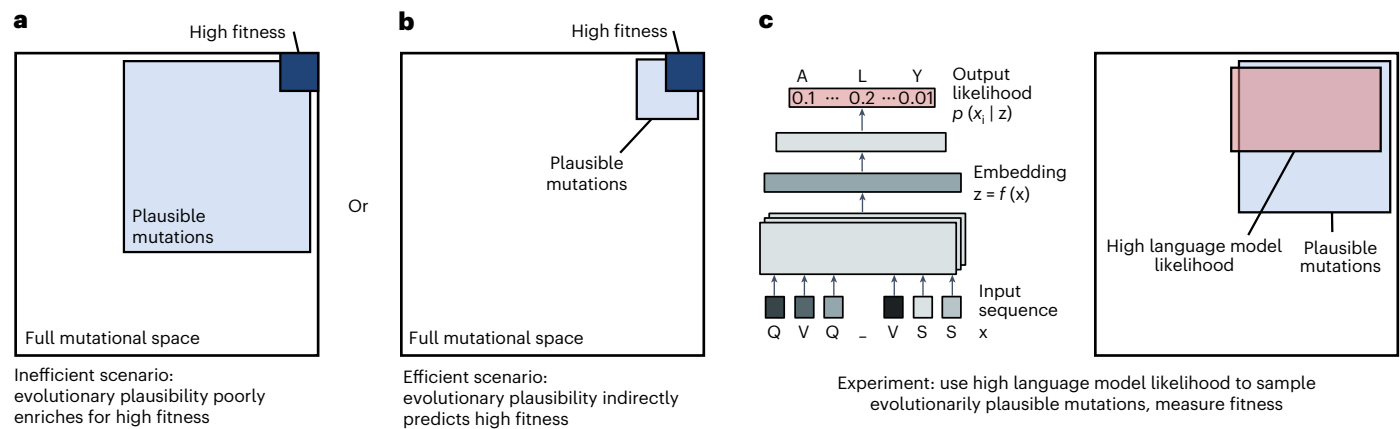 a
High fitness
Plausible
mutations
Full mutational space
Inefficient scenario:
evolutionary plausibility poorly
enriches for high fitness
Or
b
High fitness
Plausible
mutations
Full mutational space
Efficient scenario:
evolutionary plausibility indirectly
predicts high fitness
c
A L Y
0.1 ··· 0.2 ··· 0.01
Output
likelihood
p (xi | z)
Embedding
z = f (x)
Input
sequence
x
Q V Q _ V S S
High language model
likelihood
Plausible
mutations
Experiment: use high language model likelihood to sample
evolutionarily plausible mutations, measure fitness